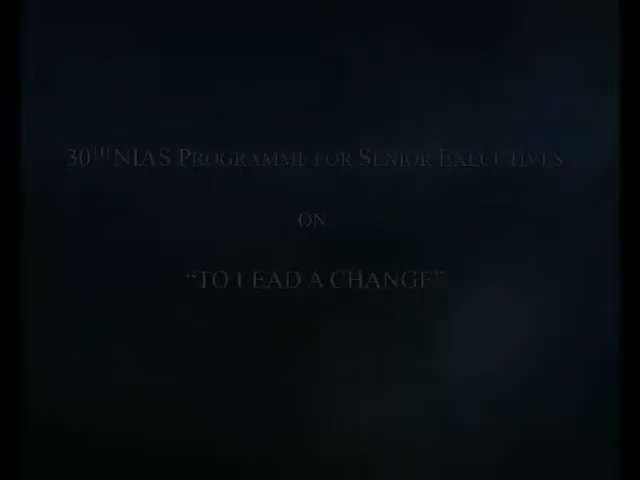 30TH NIAS PROGRAMME FOR SENIOR EXECUTIVES
ON
“TO LEAD A CHANGE”